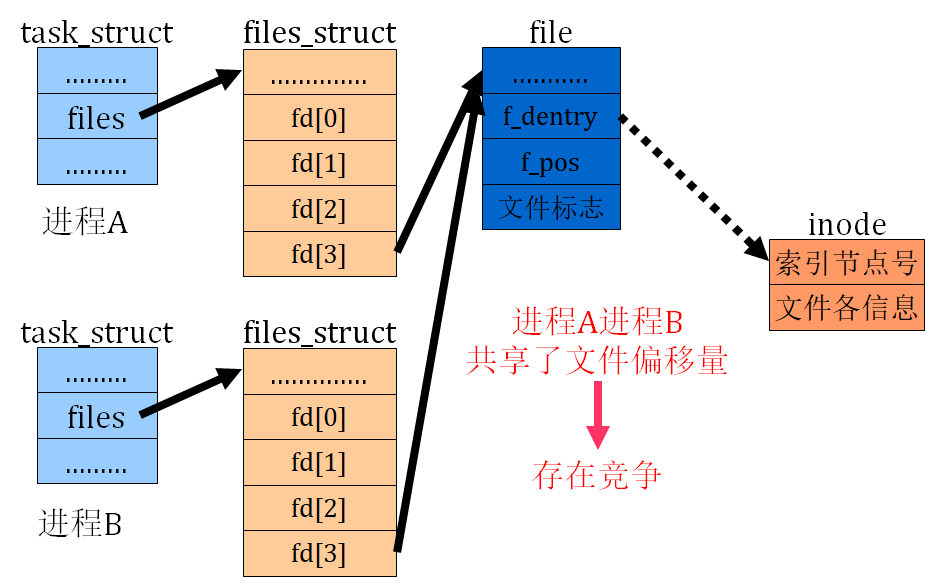 task_struct
.........
files
.........
进程A
files_struct
..............
fd[0]
fd[1]
fd[2]
fd[3]
file
...........
f_dentry
f_pos
文件标志
inode
索引节点号
文件各信息
task_struct
.........
files
.........
进程B
files_struct
..............
fd[0]
fd[1]
fd[2]
fd[3]
进程A进程B
共享了文件偏移量
存在竞争